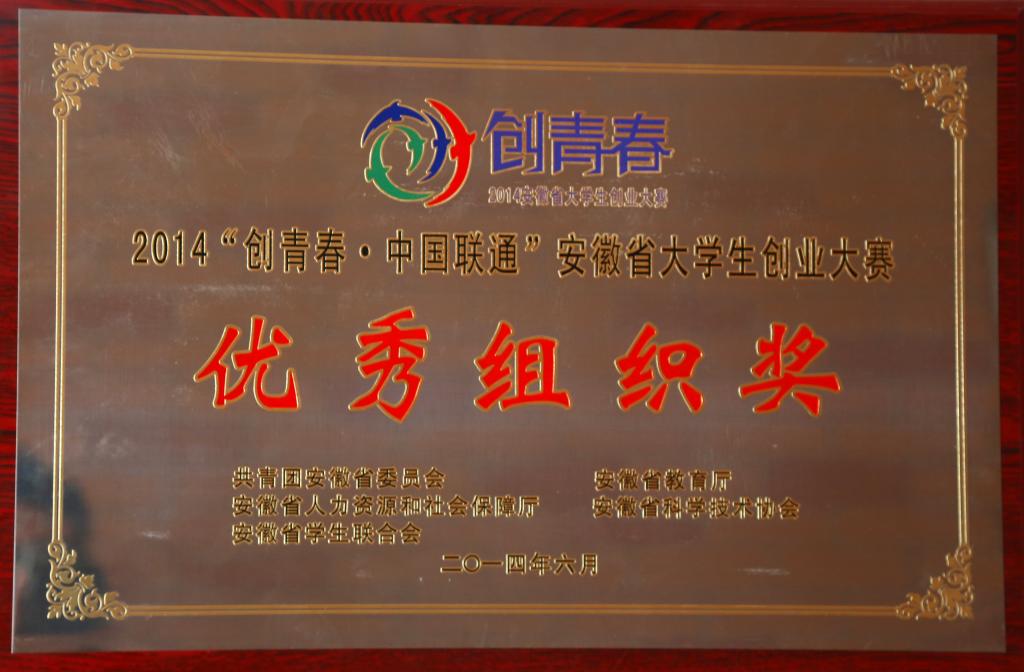 创青春
2014安徽省大学生创业大赛
2014“创青春·中国联通”安徽省大学生创业大赛
优秀组织奖
共青团安徽省委员会 安徽省教育厅
安徽省人力资源和社会保障厅 安徽省科学技术协会
安徽省学生联合会
二〇一四年六月